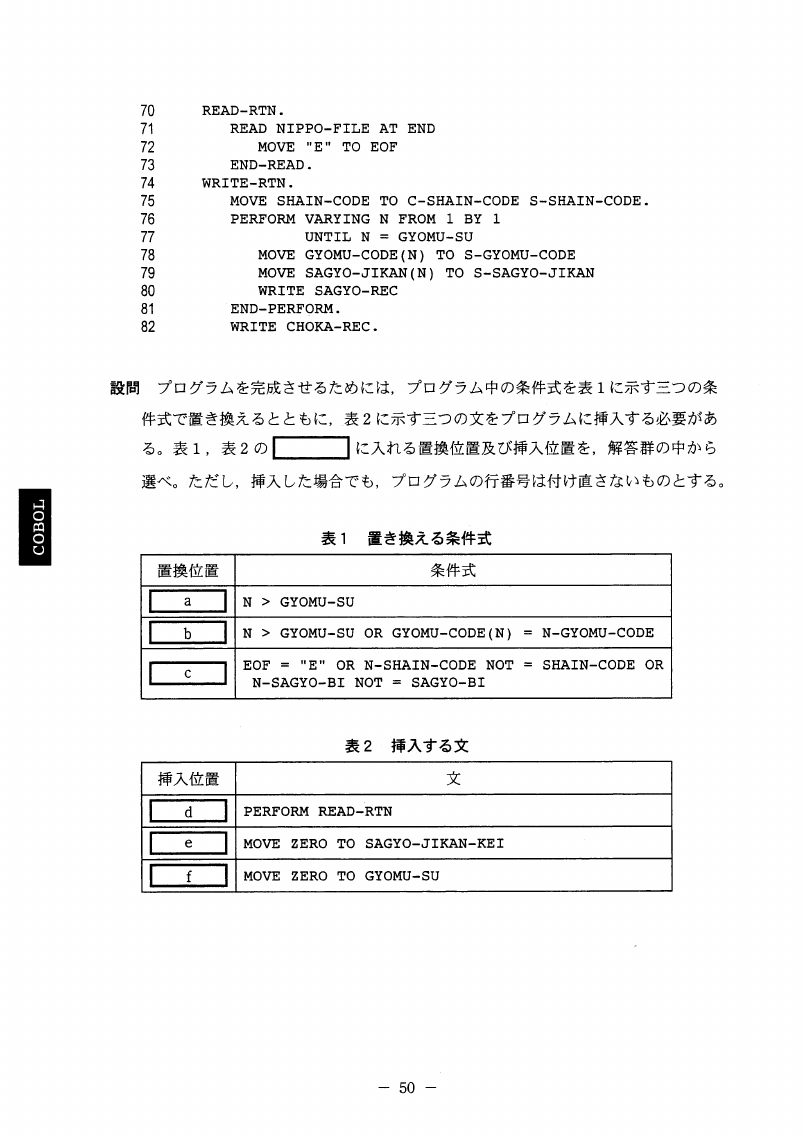 70 READ-RTN.
71 READ NIPPO-FILE AT END
72 MOVE "E" TO EOF
73 END-READ.
74 WRITE-RTN.
75 MOVE SHAIN-CODE TO C-SHAIN-CODE S-SHAIN-CODE.
76 PERFORM VARYING N FROM 1 BY 1
77 UNTIL N = GYOMU-SU
78 MOVE GYOMU-CODE(N) TO S-GYOMU-CODE
79 MOVE SAGYO-JIKAN(N) TO S-SAGYO-JIKAN
80 WRITE SAGYO-REC
81 END-PERFORM.
82 WRITE CHOKA-REC.
設問 プログラムを完成させるためには，プログラム中の条件式を表1に示す三つの条
件式で置き換えるとともに，表2に示す三つの文をプログラムに挿入する必要があ
る。表1，表2の に入れる置換位置及び挿入位置を，解答群の中から
選べ。ただし，挿入した場合でも，プログラムの行番号は付け直さないものとする。
COBOL
表1 置き換える条件式
置換位置 条件式
a N > GYOMU-SU
b N > GYOMU-SU OR GYOMU-CODE(N) = N-GYOMU-CODE
c EOF = "E" OR N-SHAIN-CODE NOT = SHAIN-CODE OR
N-SAGYO-BI NOT = SAGYO-BI
表2 挿入する文
挿入位置 文
d PERFORM READ-RTN
e MOVE ZERO TO SAGYO-JIKAN-KEI
f MOVE ZERO TO GYOMU-SU
－ 50 －